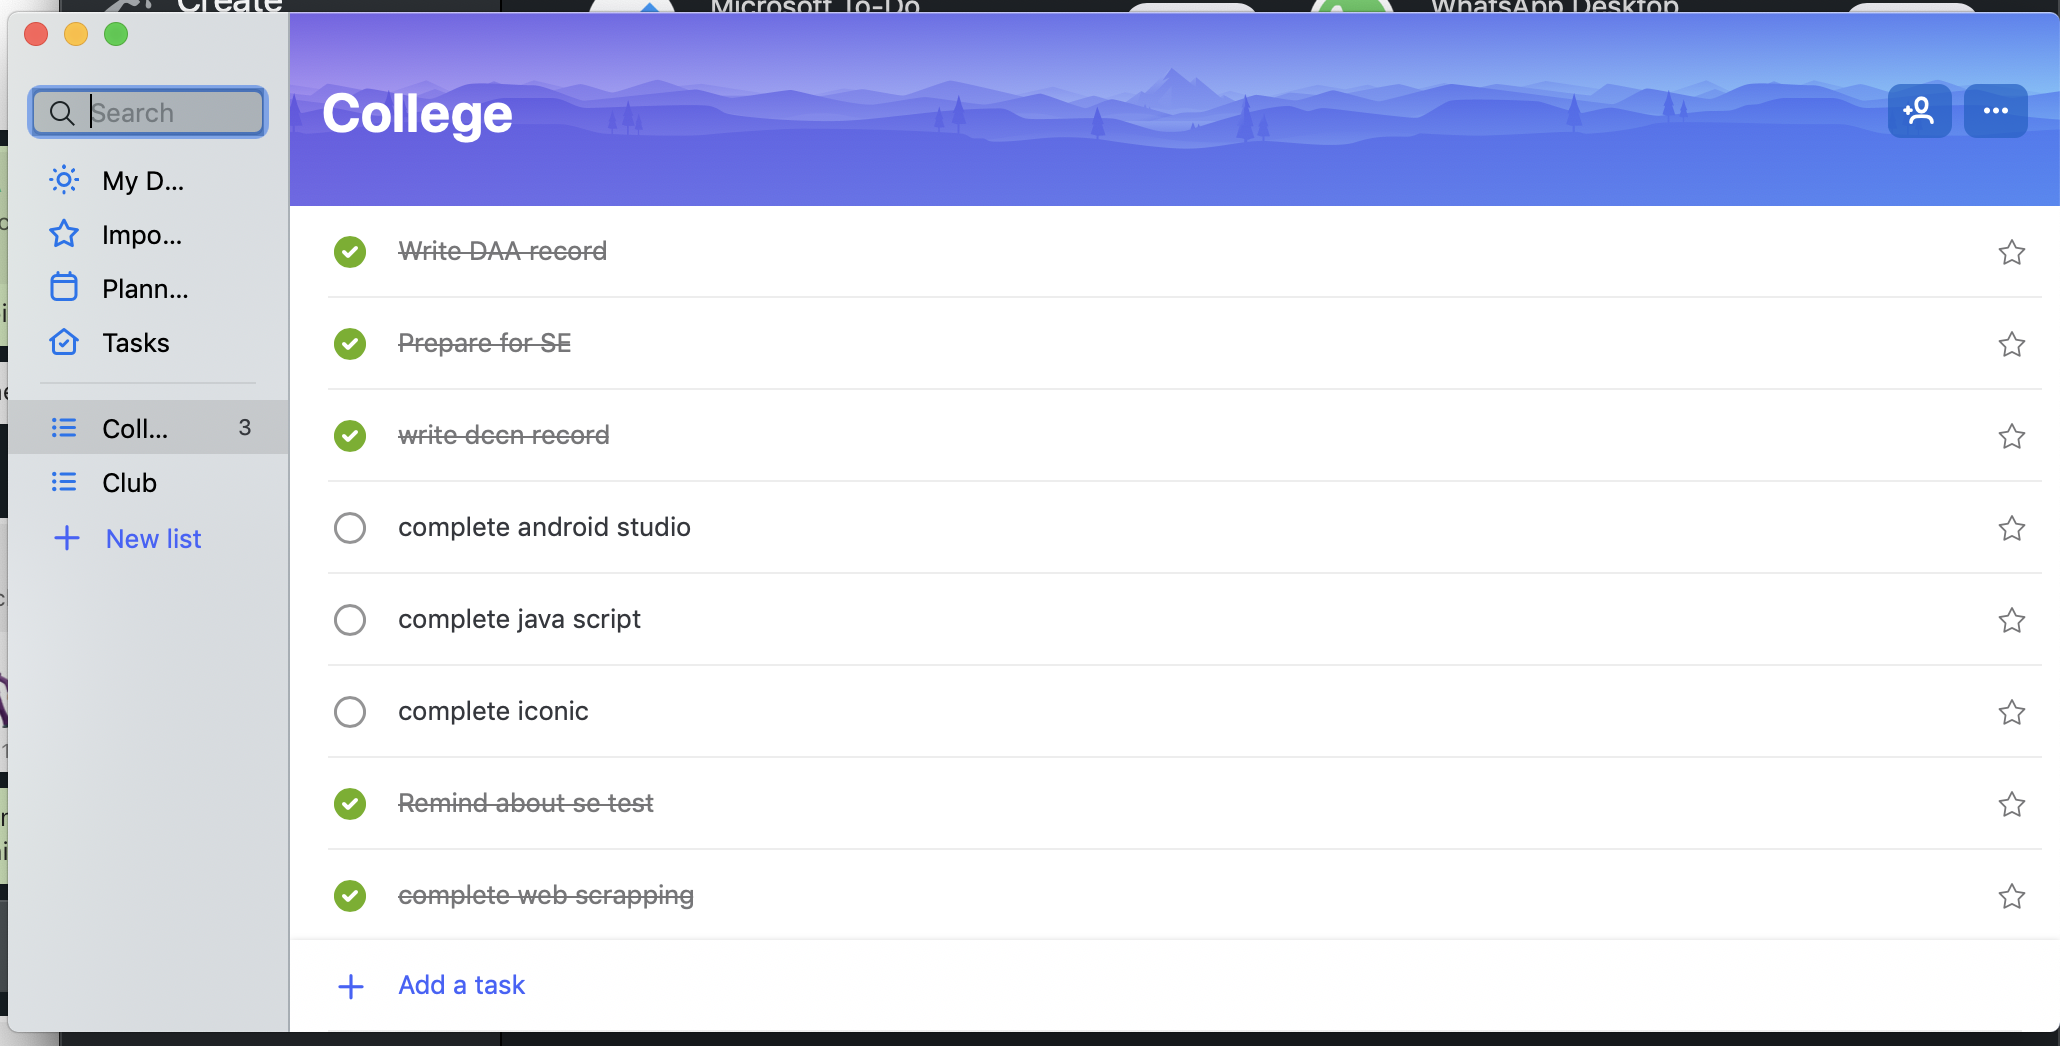 Create
Microsoft To-Do
WhatsApp Desktop
Search
College
My D...
Impo...
Plann...
Tasks
Coll... 3
Club
New list
Write DAA record
Prepare for SE
write dccn record
complete android studio
complete java script
complete iconic
Remind about se test
complete web scrapping
Add a task